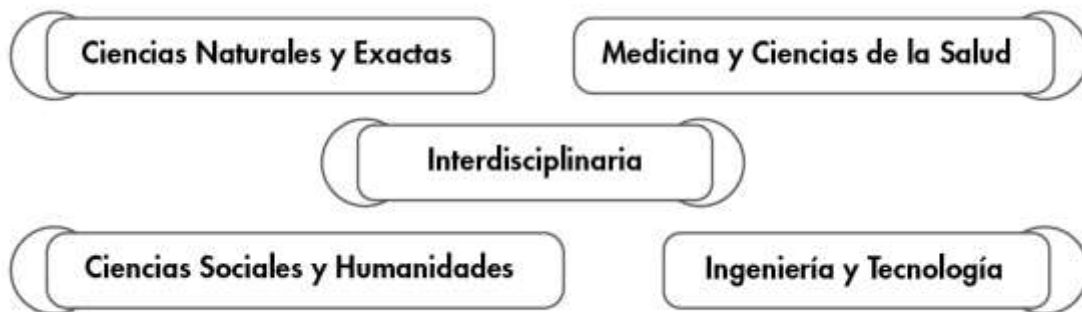 Ciencias Naturales y Exactas
Medicina y Ciencias de la Salud
Interdisciplinaria
Ciencias Sociales y Humanidades
Ingeniería y Tecnología